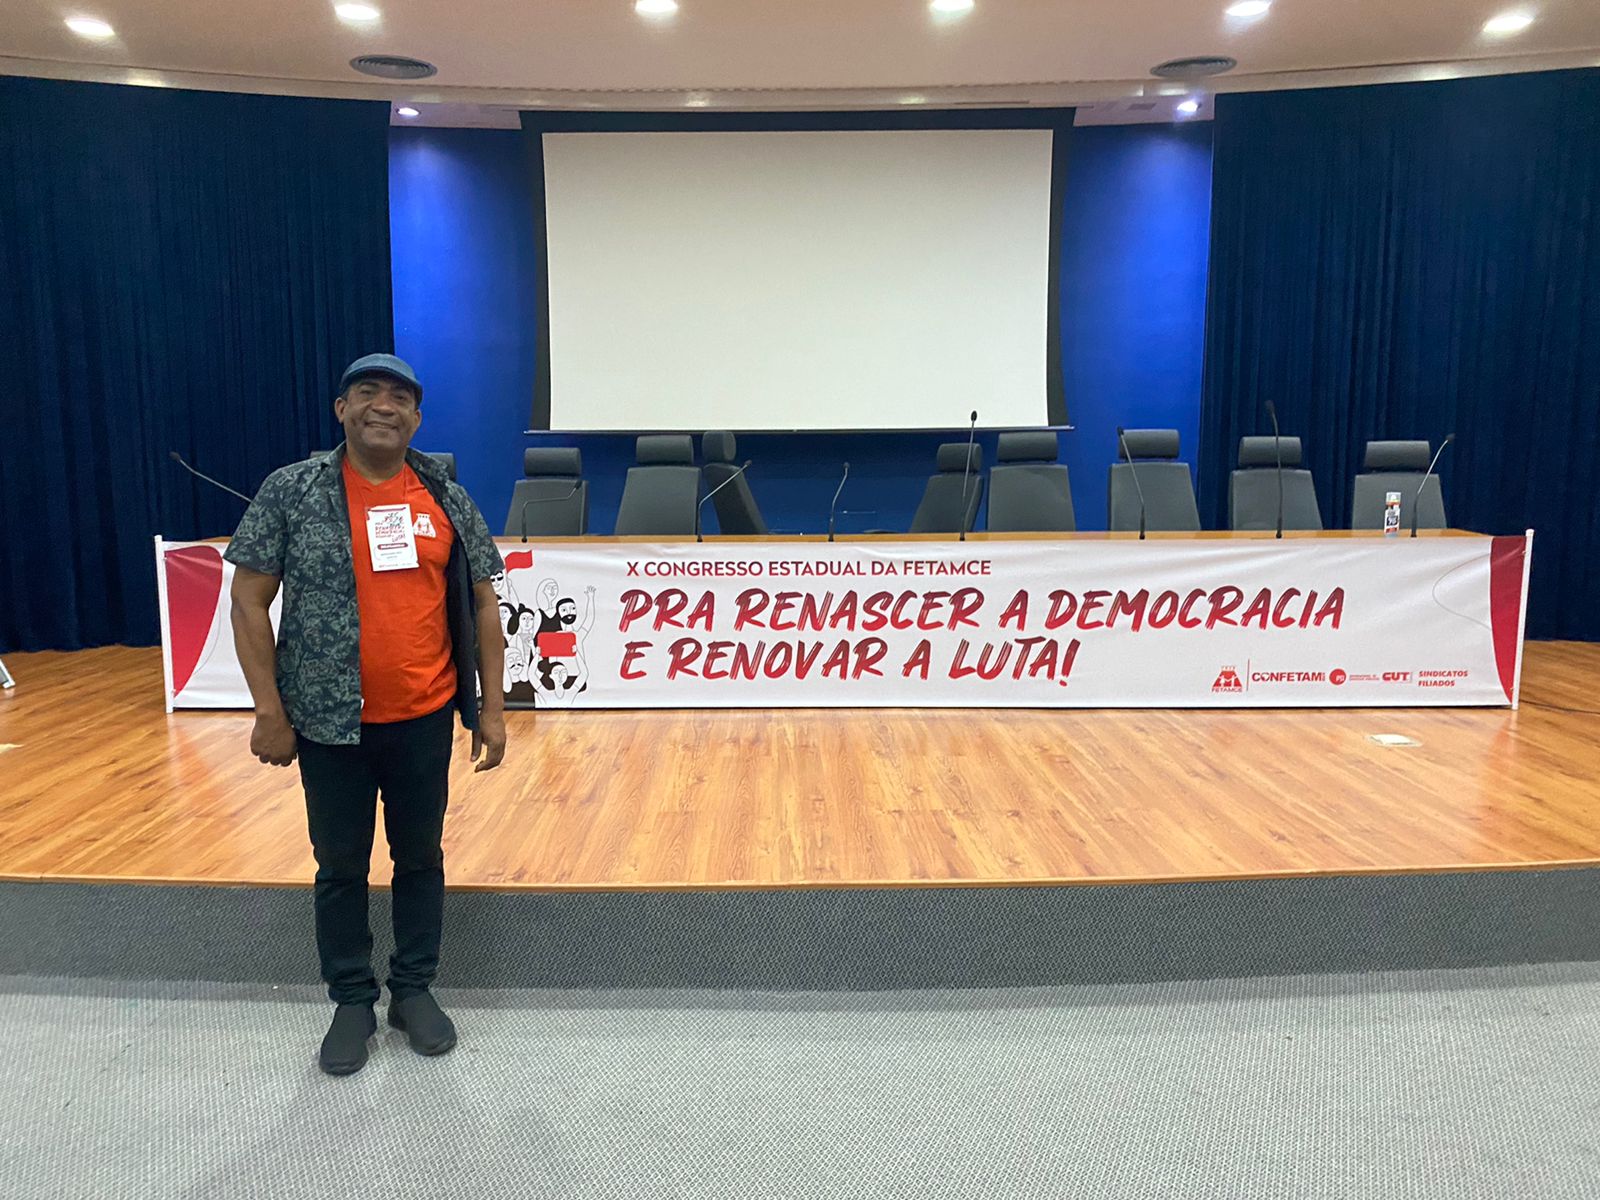 X CONGRESSO ESTADUAL DA FETAMCE
PRA RENASCER A DEMOCRACIA
E RENOVAR A LUTA!
FETAMCE
CONFETAM
CUT
SINDICATOS
FILIADOS